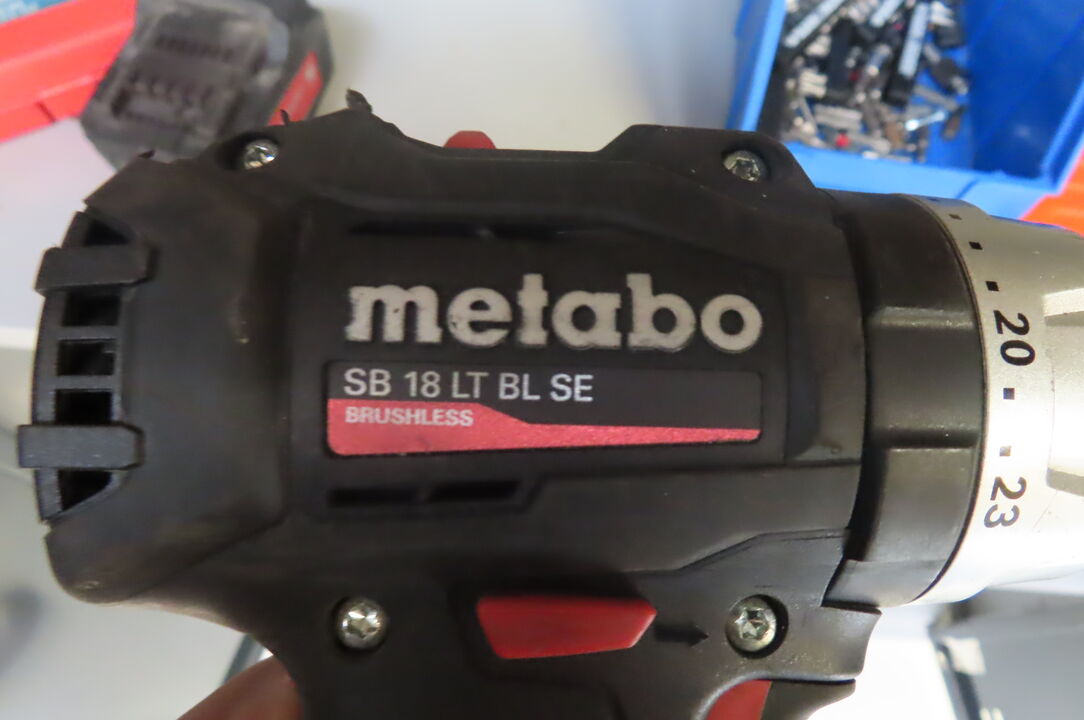 metabo
SB 18 LT BL SE
BRUSHLESS
20
23